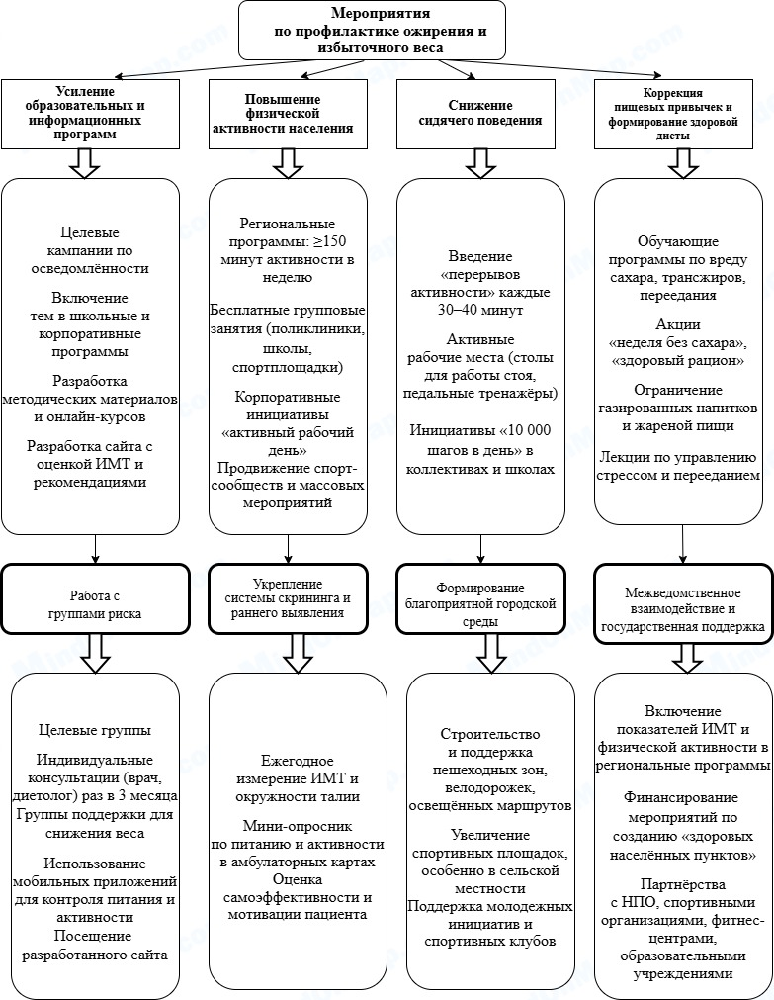 Мероприятия
по профилактике ожирения и
избыточного веса
Усиление
образовательных и
информационных
программ
Повышение
физической
активности населения
Снижение
сидячего поведения
Коррекция
пищевых привычек и
формирование здоровой
диеты
Целевые
кампании по
осведомлённости
Включение
тем в школьные и
корпоративные
программы
Разработка
методических материалов
и онлайн-курсов
Разработка сайта с
оценкой ИМТ и
рекомендациями
Региональные
программы: ≥150
минут активности в
неделю
Бесплатные групповые
занятия (поликлиники,
школы,
спортплощадки)
Корпоративные
инициативы
«активный рабочий
день»
Продвижение спорт-
сообществ и массовых
мероприятий
Введение
«перерывов
активности» каждые
30–40 минут
Активные
рабочие места (столы
для работы стоя,
педальные тренажёры)
Инициативы «10 000
шагов в день» в
коллективах и школах
Обучающие
программы по вреду
сахара, трансжиров,
переедания
Акции
«неделя без сахара»,
«здоровый рацион»
Ограничение
газированных напитков
и жареной пищи
Лекции по управлению
стрессом и перееданием
Работа с
группами риска
Укрепление
системы скрининга и
раннего выявления
Формирование
благоприятной городской
среды
Межведомственное
взаимодействие и
государственная поддержка
Целевые группы
Индивидуальные
консультации (врач,
диетолог) раз в 3 месяца
Группы поддержки для
снижения веса
Использование
мобильных приложений
для контроля питания и
активности
Посещение
разработанного сайта
Ежегодное
измерение ИМТ и
окружности талии
Мини-опросник
по питанию и активности
в амбулаторных картах
Оценка
самоэффективности и
мотивации пациента
Строительство
и поддержка
пешеходных зон,
велодорожек,
освещённых маршрутов
Увеличение
спортивных площадок,
особенно в сельской
местности
Поддержка молодежных
инициатив и
спортивных клубов
Включение
показателей ИМТ и
физической активности в
региональные программы
Финансирование
мероприятий по
созданию «здоровых
населённых пунктов»
Партнёрства
с НПО, спортивными
организациями, фитнес-
центрами,
образовательными
учреждениями